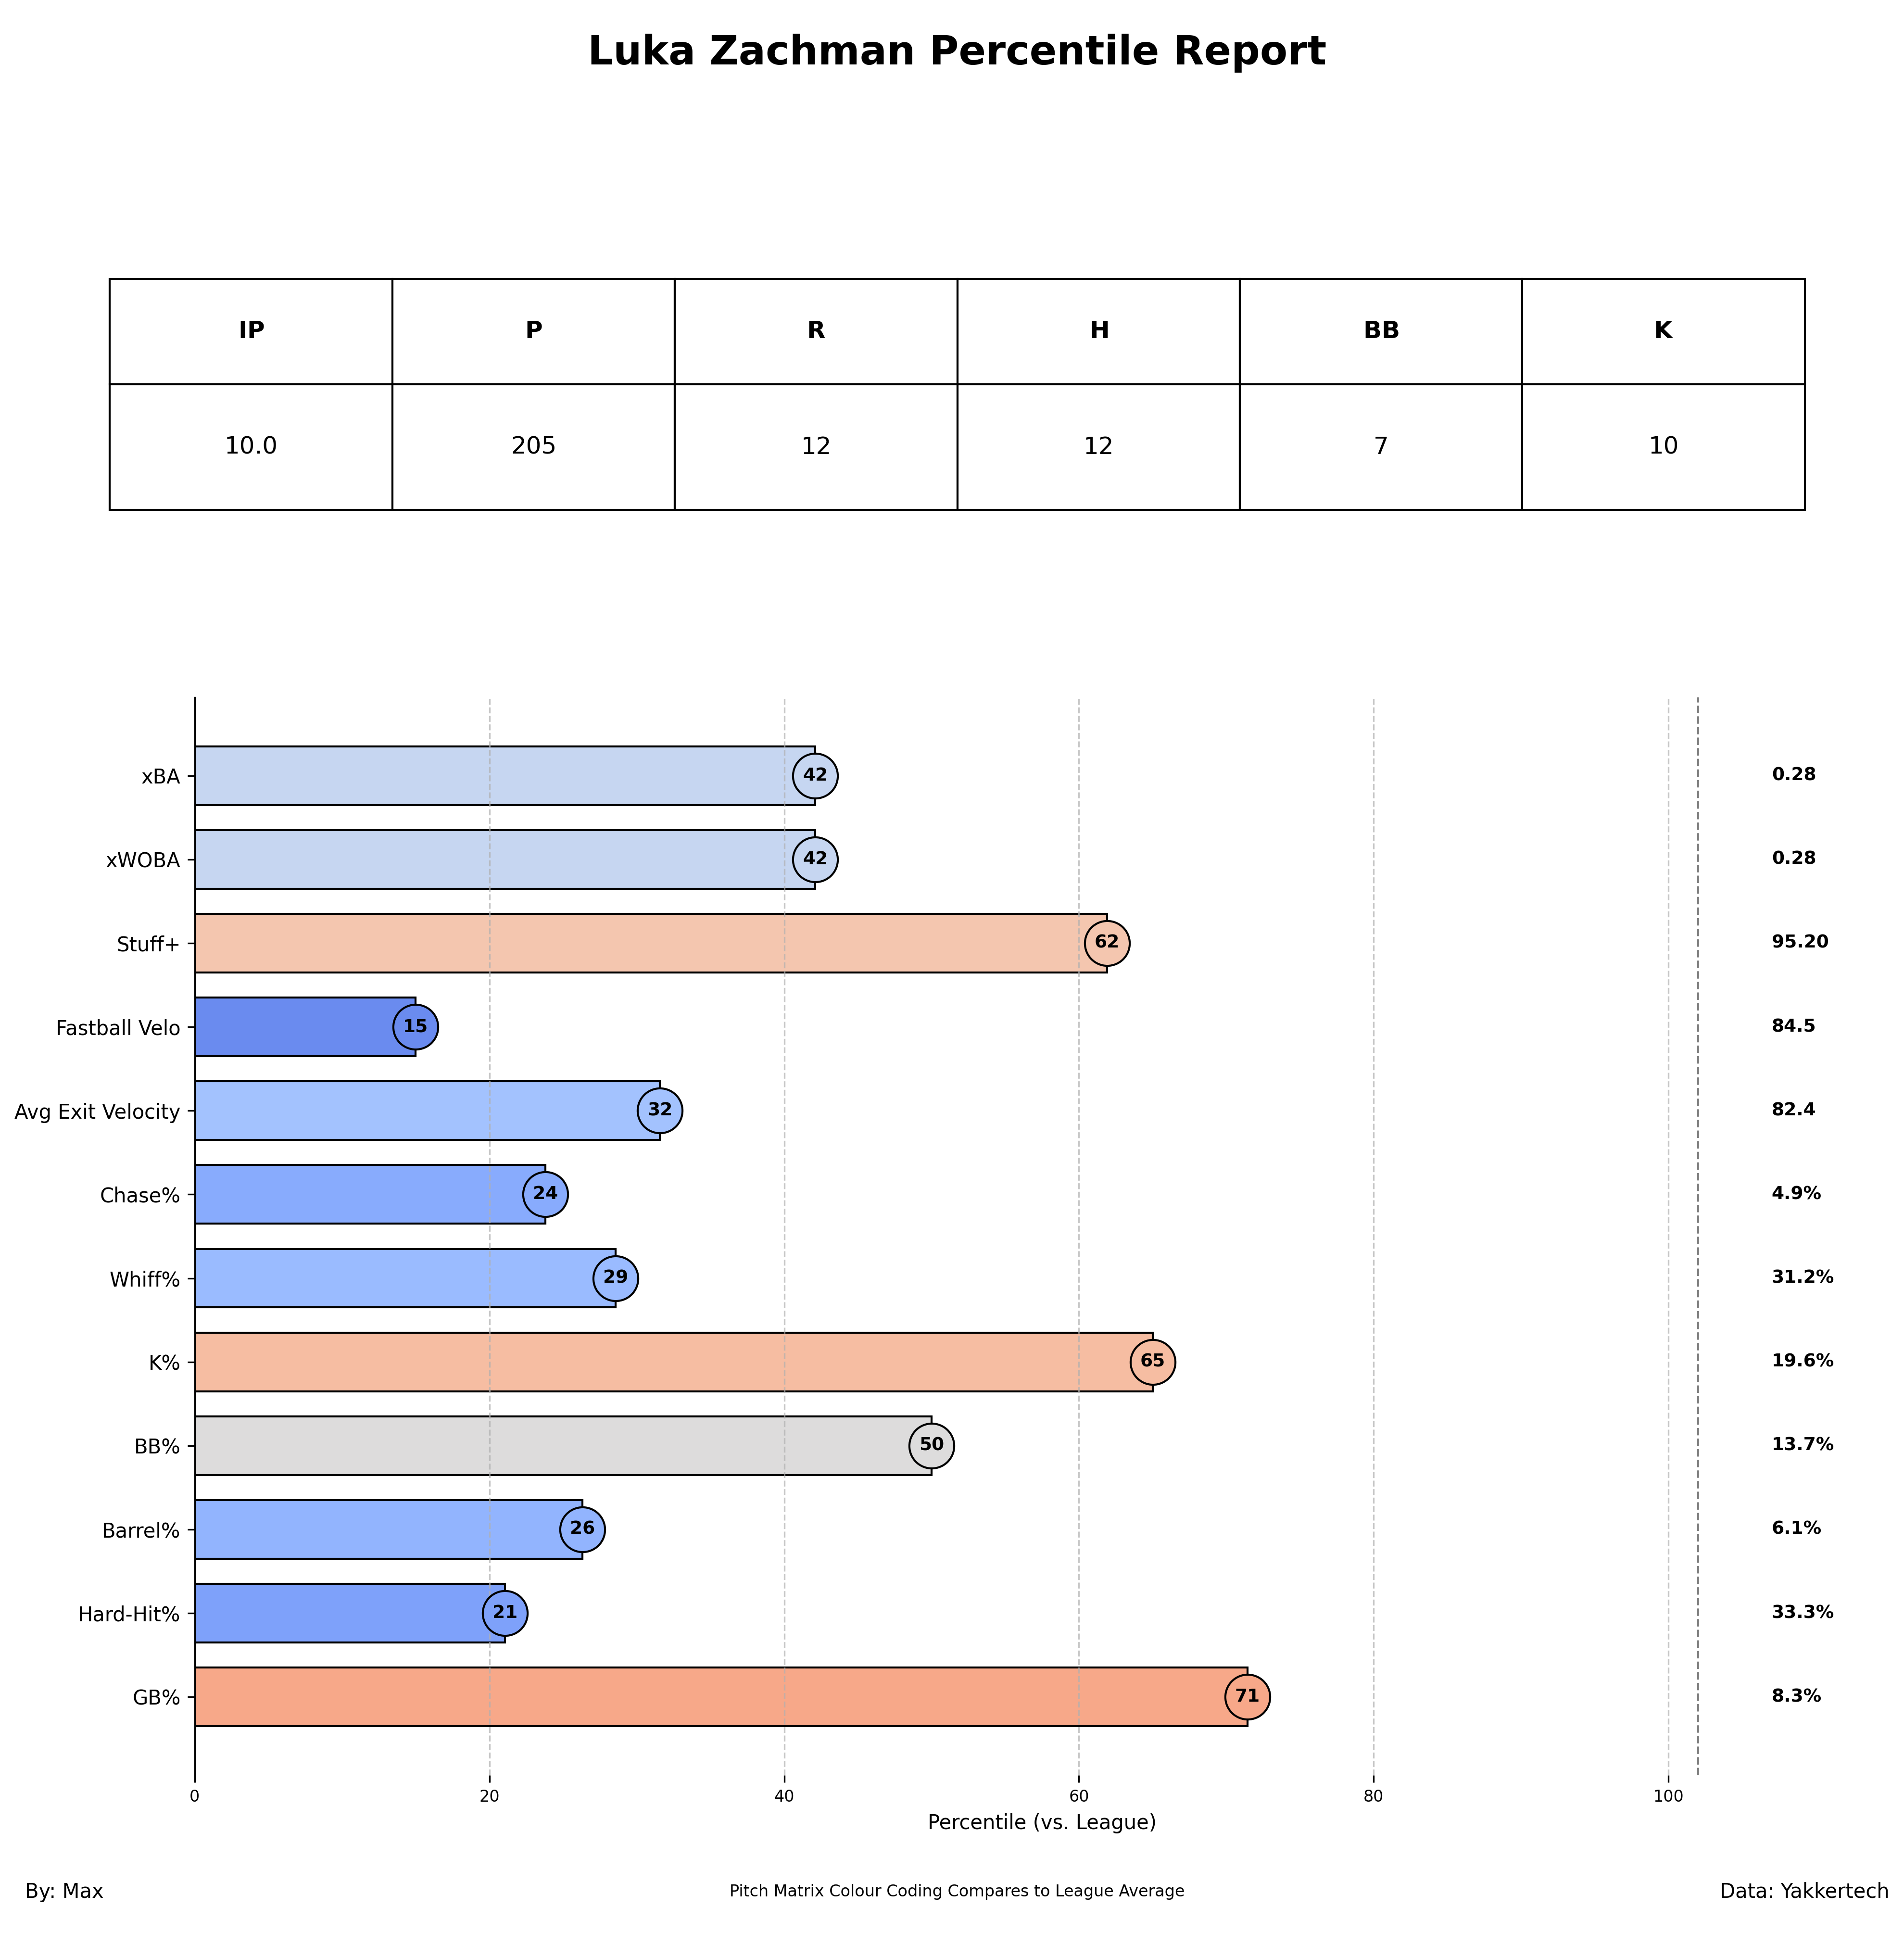 Luka Zachman Percentile Report
IP P R H BB K
10.0 205 12 12 7 10
xBA 42 0.28
xWOBA 42 0.28
Stuff+ 62 95.20
Fastball Velo 15 84.5
Avg Exit Velocity 32 82.4
Chase% 24 4.9%
Whiff% 29 31.2%
K% 65 19.6%
BB% 50 13.7%
Barrel% 26 6.1%
Hard-Hit% 21 33.3%
GB% 71 8.3%
0 20 40 60 80 100
Percentile (vs. League)
By: Max Pitch Matrix Colour Coding Compares to League Average Data: Yakkertech